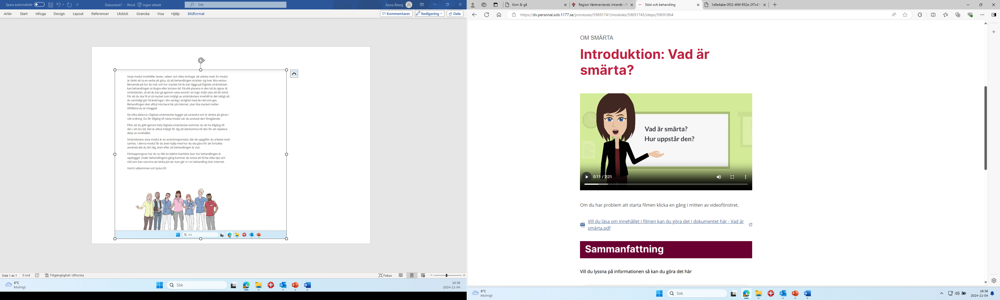 Spara automatiskt
Dokument1 - Word
Ingen etikett
Sök
Anna Åberg
Arkiv
Start
Infoga
Design
Layout
Referenser
Utskick
Granska
Visa
Hjälp
Bildformat
Kommentarer
Redigering
Dela
Varje modul innehåller texter, videor och olika övningar att arbeta med. En modul
är tänkt att ta en vecka att göra, så att behandlingen sträcker sig över åtta veckor.
Beroende på hur du mår och hur mycket tid du kan lägga på Digitala smärtskolan
kan behandlingen ta längre eller kortare tid. Försök planera in den tid du ägnar åt
smärtskolan, så att du kan gå igenom varje avsnitt i en lugn miljö utan att bli störd.
För att du ska få ut så mycket som möjligt av smärtskolans innehåll är det viktigt att
du samtidigt gör förändringar i din vardag i enlighet med de råd som ges.
Behandlingen sker alltså inte bara här på internet, utan lika mycket mellan
tillfällena du är inloggad.
De olika delarna i Digitala smärtskolan bygger på varandra och är tänkta att göras i
rätt ordning. Du får tillgång till nästa modul när du avslutat den föregående.
Efter att du gått igenom hela Digitala smärtskolan kommer du att ha tillgång till
den i ett års tid. Det är alltså möjligt för dig att återkomma till den för att repetera
delar av innehållet.
Smärtskolans sista modul är en avslutningsmodul, där de uppgifter du arbetat med
samlas. I denna modul får du även hjälp med hur du ska göra för att fortsätta
använda det du lärt dig, även efter att behandlingen är slut.
Förhoppningsvis har du nu fått en bättre överblick över hur behandlingen är
uppbyggd. Under behandlingens gång kommer du också att få lite olika tips och
råd som kan vara bra att tänka på när man går in i en behandling över internet.
Varmt välkommen och lycka till!
Sök
Sida 1 av 1
0 ord
Tillgänglighet: Utforska
Fokus
6°C
Molnigt
Sök
16:36
2024-11-04
Kom & gå
Region Västmanlands intranät - R
Stöd och behandling
https://dv.personal.sob.1177.se/processes/59691741/modules/59691745/steps/59691864
OM SMÄRTA
Introduktion: Vad är
smärta?
Vad är smärta?
Hur uppstår den?
0:11 / 2:21
Om du har problem att starta filmen klicka en gång i mitten av videofönstret.
PDF
Vill du läsa om innehållet i filmen kan du göra det i dokumentet här - Vad är
smärta.pdf
Sammanfattning
Vill du lyssna på informationen så kan du göra det här
6°C
Molnigt
Sök
16:36
2024-11-04